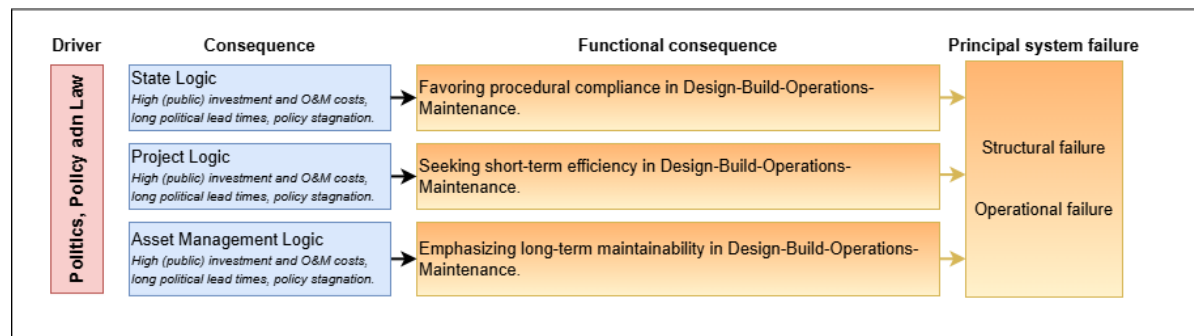 Driver
Consequence
Functional consequence
Principal system failure
Politics, Policy adn Law
State Logic
High (public) investment and O&M costs,
long political lead times, policy stagnation.
Favoring procedural compliance in Design-Build-Operations-
Maintenance.
Project Logic
High (public) investment and O&M costs,
long political lead times, policy stagnation.
Seeking short-term efficiency in Design-Build-Operations-
Maintenance.
Asset Management Logic
High (public) investment and O&M costs,
long political lead times, policy stagnation.
Emphasizing long-term maintainability in Design-Build-Operations-
Maintenance.
Structural failure
Operational failure